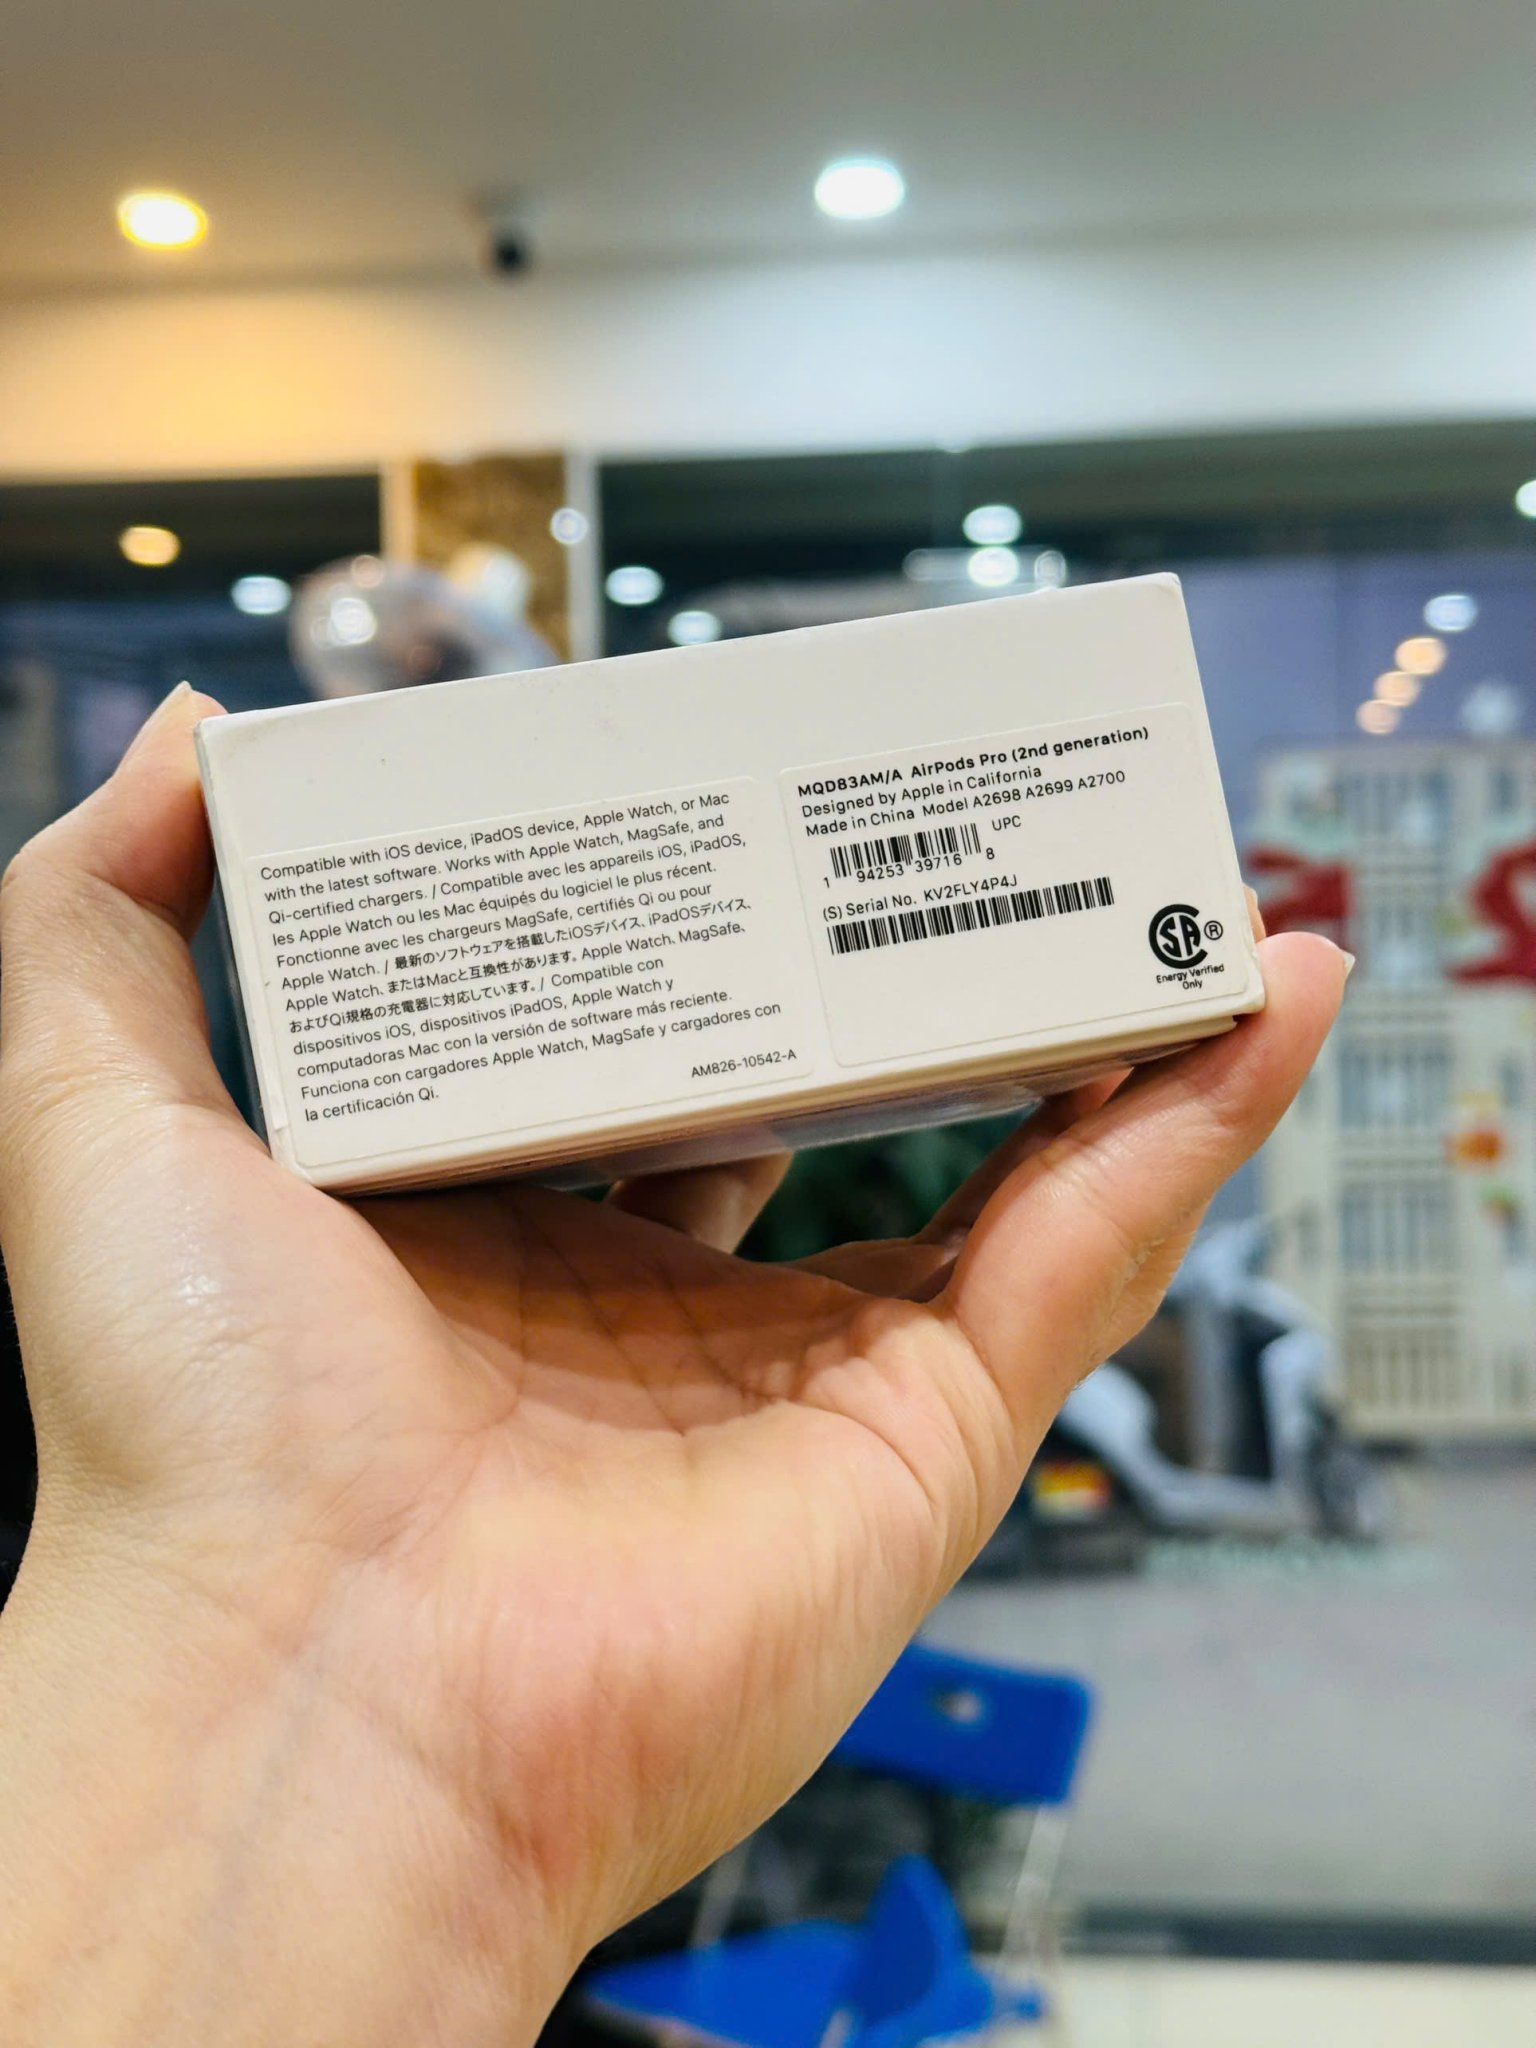 Compatible with iOS device, iPadOS device, Apple Watch, or Mac
with the latest software. Works with Apple Watch, MagSafe, and
Qi-certified chargers. / Compatible avec les appareils iOS, iPadOS,
les Apple Watch ou les Mac équipés du logiciel le plus récent.
Fonctionne avec les chargeurs MagSafe, certifiés Qi ou pour
Apple Watch. / 最新のソフトウェアを搭載したiOSデバイス、iPadOSデバイス、
Apple Watch、またはMacと互換性があります。Apple Watch、MagSafe、
およびQi規格の充電器に対応しています。/ Compatible con
dispositivos iOS, dispositivos iPadOS, Apple Watch y
computadoras Mac con la versión de software más reciente.
Funciona con cargadores Apple Watch, MagSafe y cargadores con
la certificación Qi.
AM826-10542-A
MQD83AM/A AirPods Pro (2nd generation)
Designed by Apple in California
Made in China Model A2698 A2699 A2700
UPC
1 94253 39716 8
(S) Serial No. KV2FLY4P4J
CSA ®
Energy Verified
Only